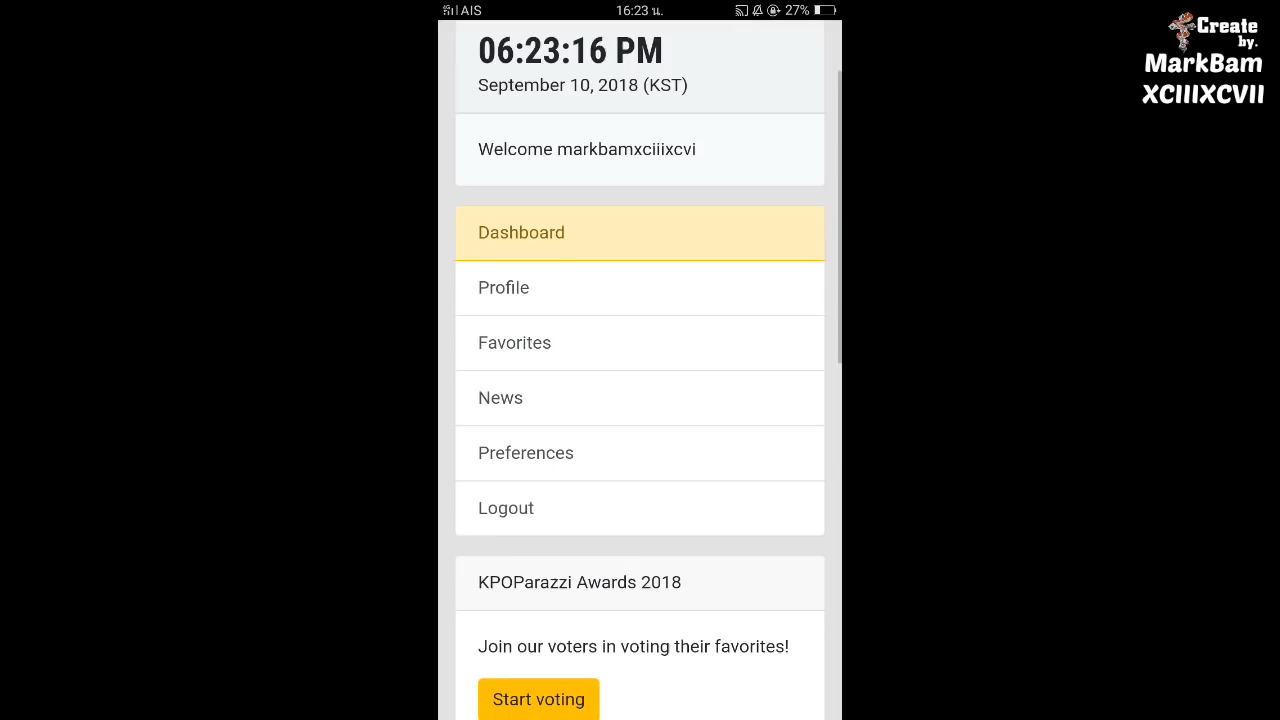 AIS 16:23 น. 27%
06:23:16 PM
September 10, 2018 (KST)
Welcome markbamxciiixcvi
Dashboard
Profile
Favorites
News
Preferences
Logout
KPOParazzi Awards 2018
Join our voters in voting their favorites!
Start voting
Create
by.
MarkBam
XCIIIXCVII